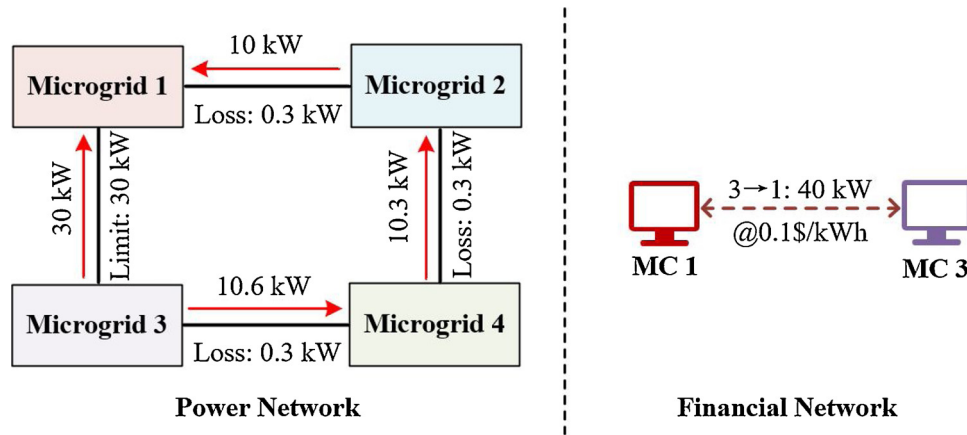 10 kW
Microgrid 1
Microgrid 2
Loss: 0.3 kW
30 kW
Limit: 30 kW
10.3 kW
Loss: 0.3 kW
10.6 kW
Microgrid 3
Microgrid 4
Loss: 0.3 kW
Power Network
3→1: 40 kW
@0.1$/kWh
MC 1
MC 3
Financial Network